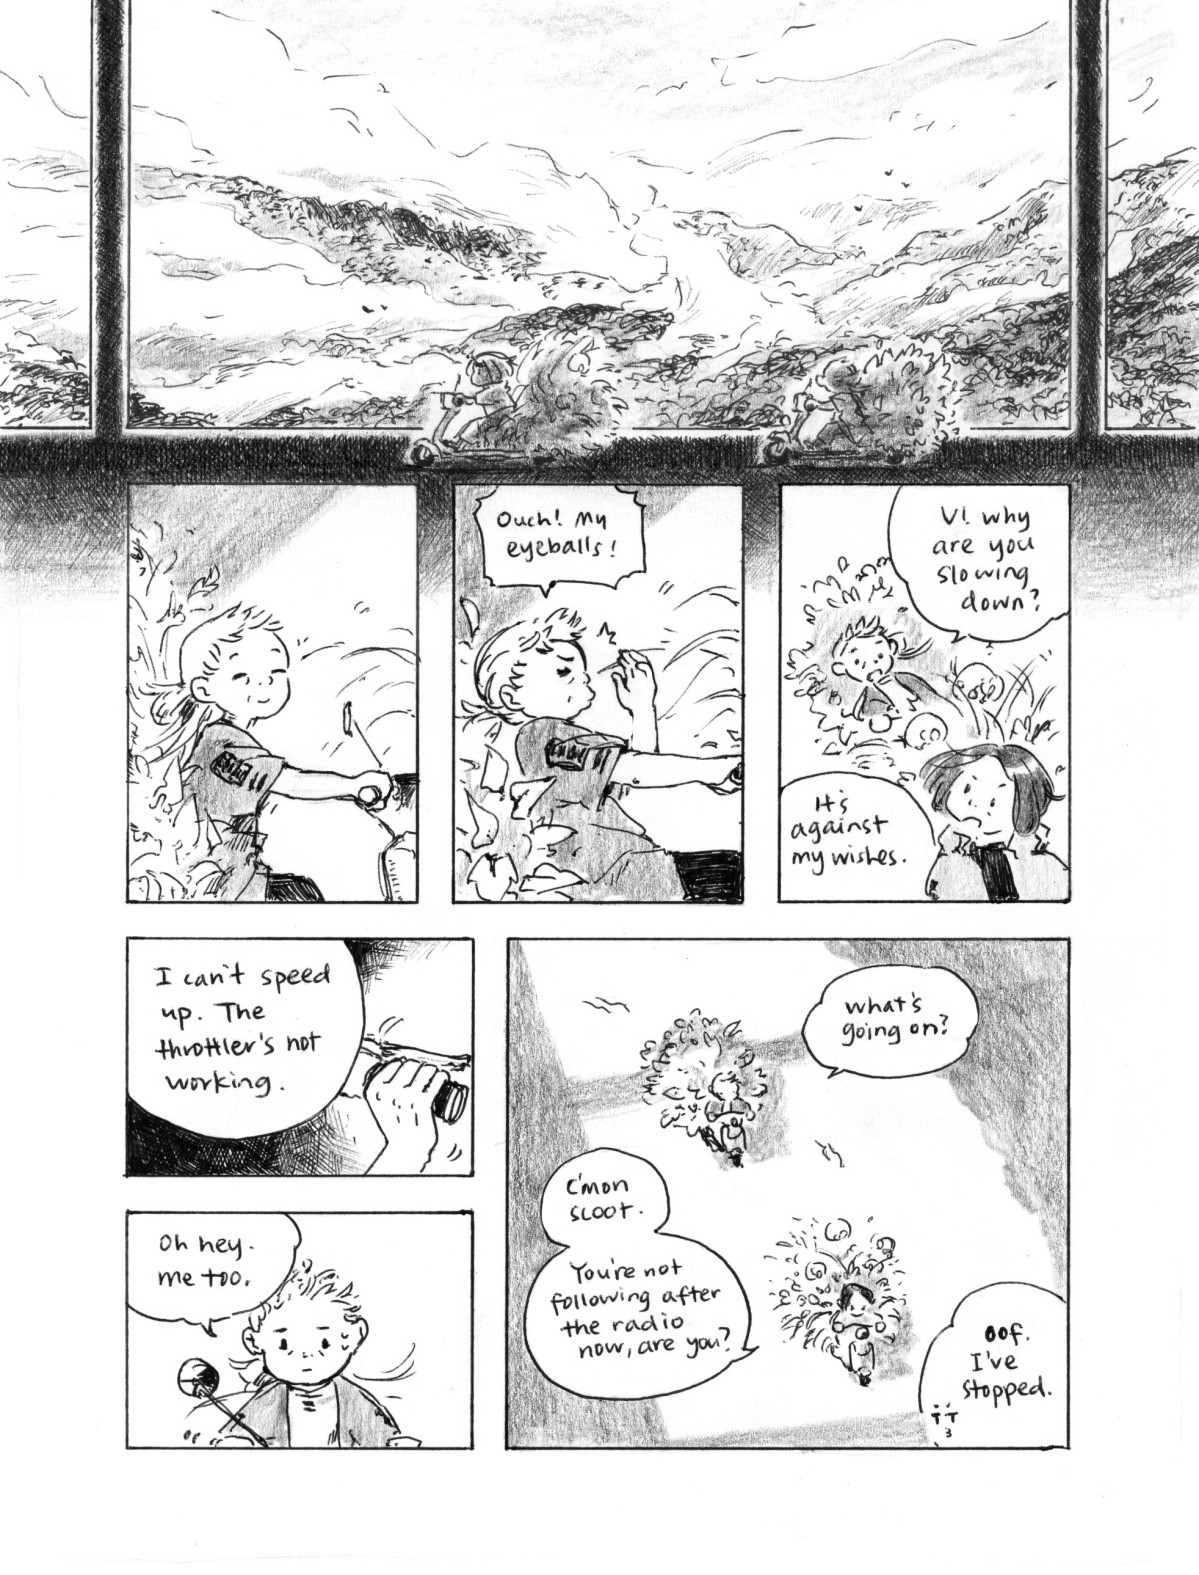 Ouch! My
eyeballs!
V! why
are you
slowing
down?
It's
against
my wishes.
I can't speed
up. The
throttler's not
working.
Oh hey.
me too.
what's
going on?
C'mon
scoot.
You're not
following after
the radio
now, are you?
oof.
I've
stopped.